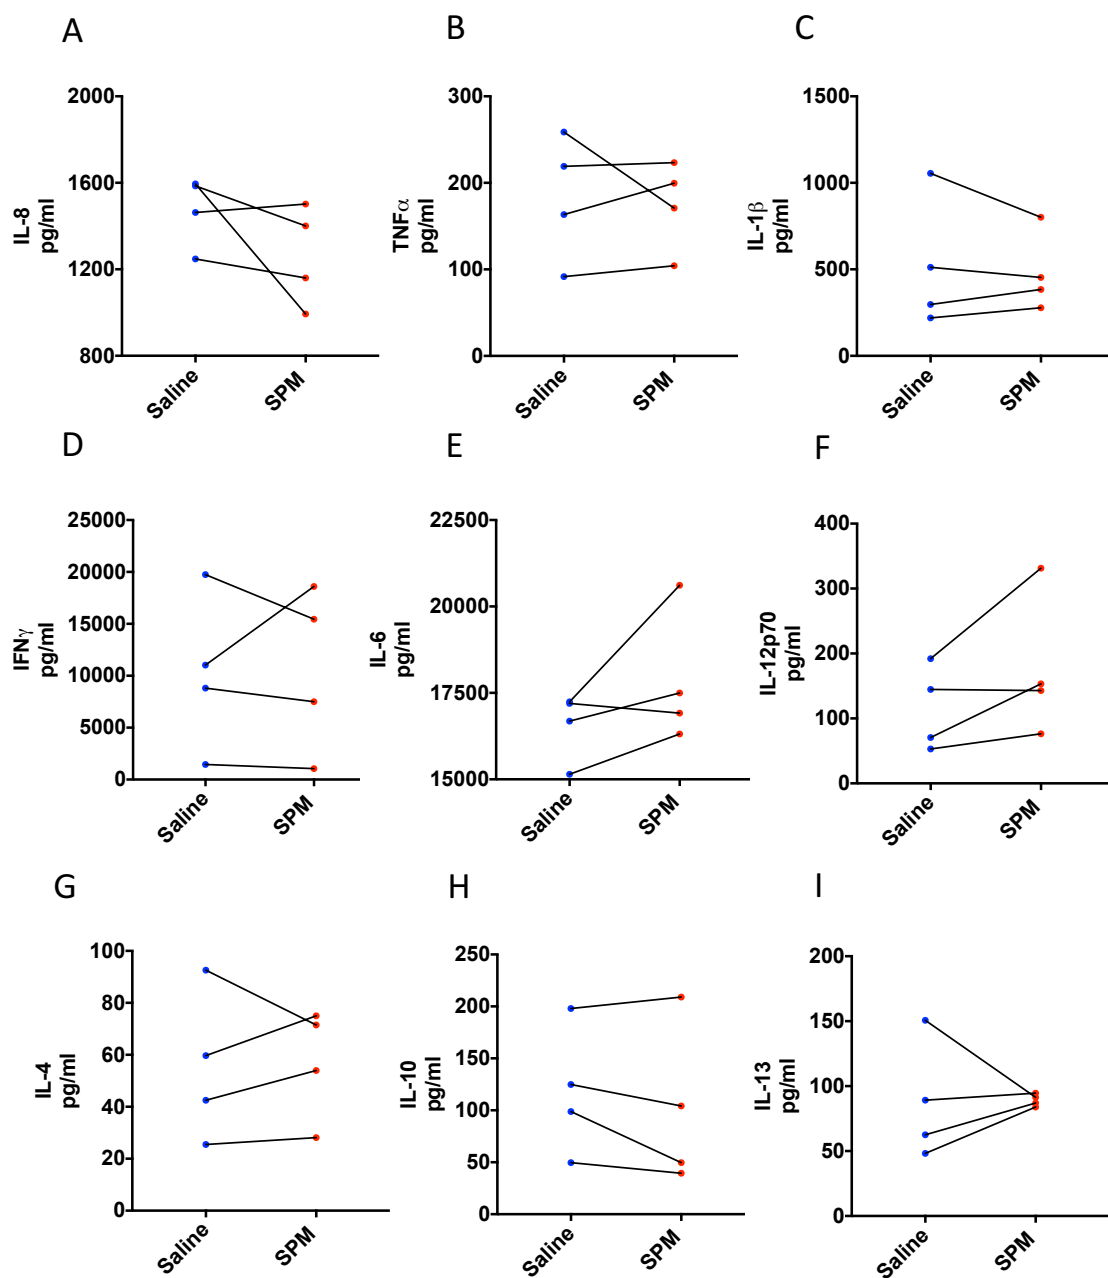 A
B
C
2000
1600
1200
800
IL-8
pg/ml
Saline
SPM
300
200
100
0
TNFα
pg/ml
Saline
SPM
1500
1000
500
0
IL-1β
pg/ml
Saline
SPM
D
E
F
25000
20000
15000
10000
5000
0
IFNγ
pg/ml
Saline
SPM
22500
20000
17500
15000
IL-6
pg/ml
Saline
SPM
400
300
200
100
0
IL-12p70
pg/ml
Saline
SPM
G
H
I
100
80
60
40
20
0
IL-4
pg/ml
Saline
SPM
250
200
150
100
50
0
IL-10
pg/ml
Saline
SPM
200
150
100
50
0
IL-13
pg/ml
Saline
SPM